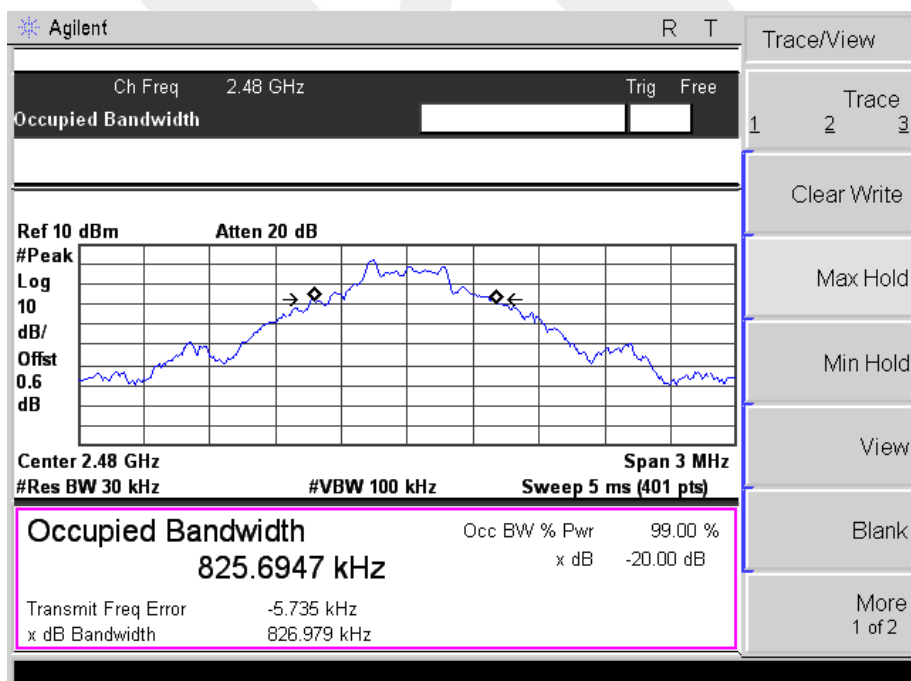 Agilent R T
Trace/View
Ch Freq 2.48 GHz Trig Free
Occupied Bandwidth
Trace
1 2 3
Clear Write
Max Hold
Min Hold
View
Blank
More
1 of 2
Ref 10 dBm Atten 20 dB
#Peak
Log
10
dB/
Offst
0.6
dB
Center 2.48 GHz Span 3 MHz
#Res BW 30 kHz #VBW 100 kHz Sweep 5 ms (401 pts)
Occupied Bandwidth Occ BW % Pwr 99.00 %
825.6947 kHz x dB -20.00 dB
Transmit Freq Error -5.735 kHz
x dB Bandwidth 826.979 kHz